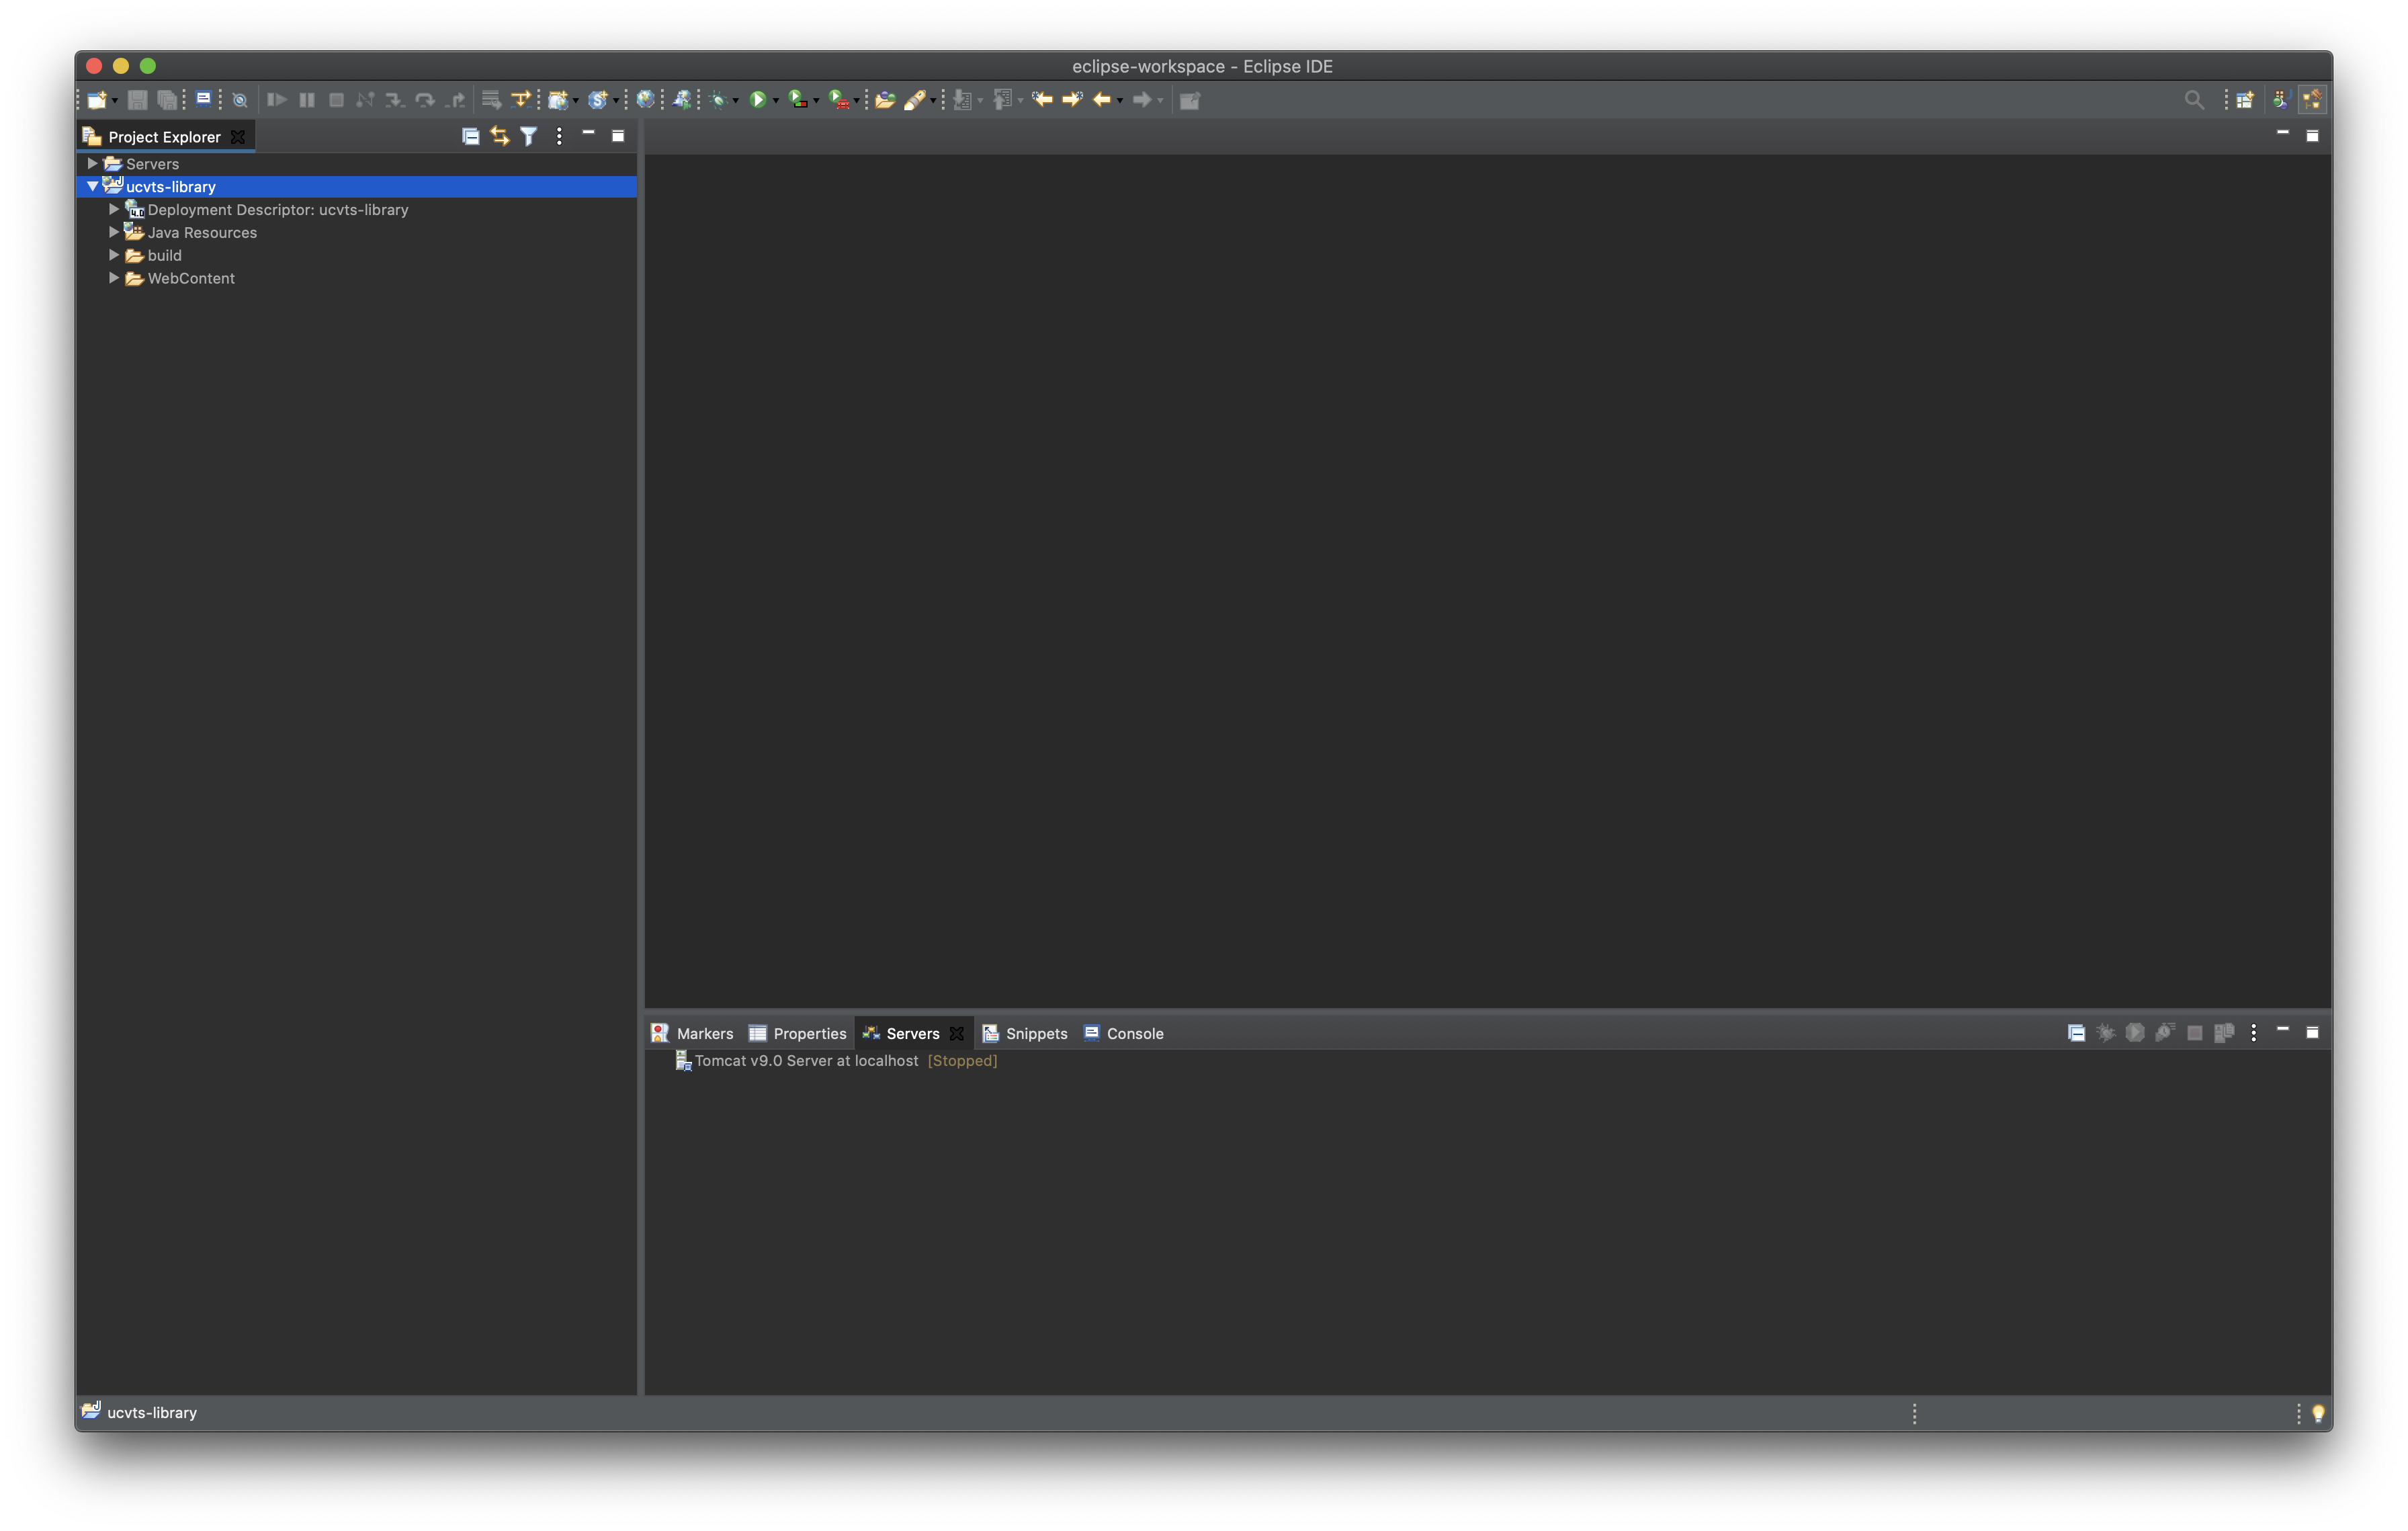 eclipse-workspace - Eclipse IDE
Project Explorer
Servers
ucvts-library
Deployment Descriptor: ucvts-library
Java Resources
build
WebContent
Markers Properties Servers Snippets Console
Tomcat v9.0 Server at localhost [Stopped]
ucvts-library